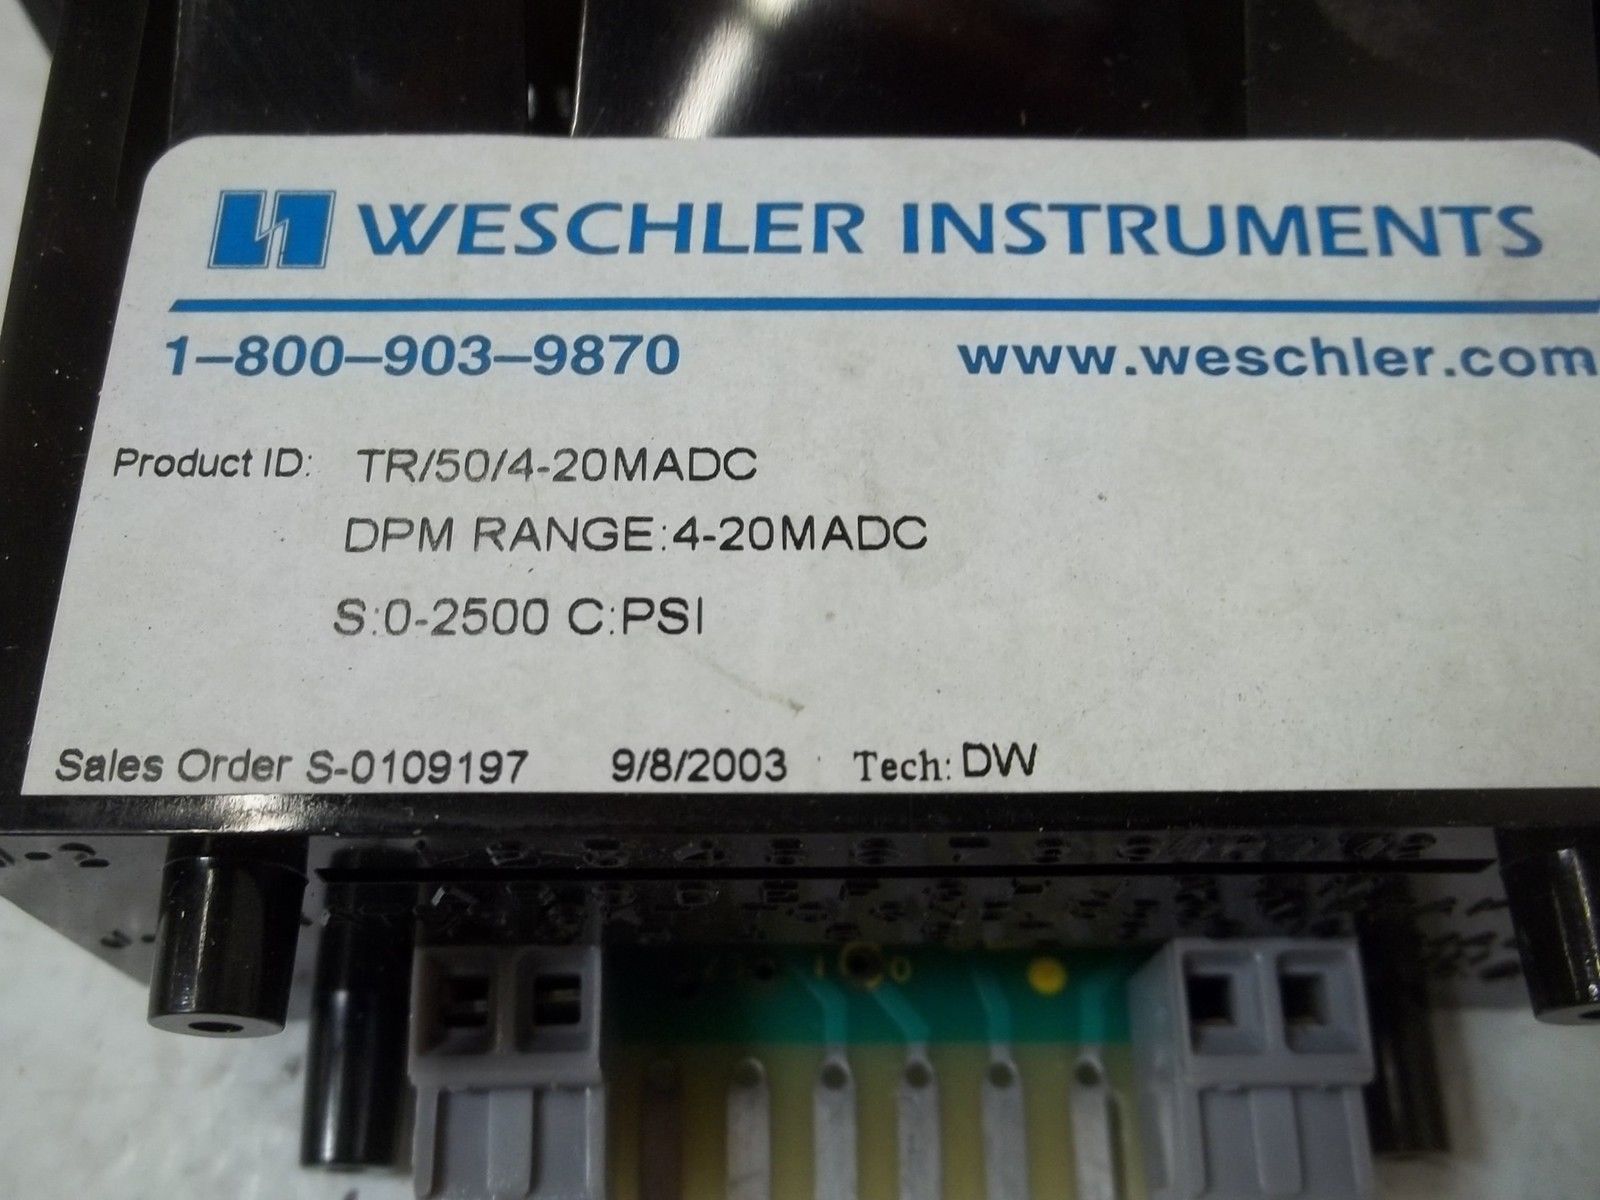 WESCHLER INSTRUMENTS
1-800-903-9870 www.weschler.com
Product ID: TR/50/4-20MADC
DPM RANGE:4-20MADC
S:0-2500 C:PSI
Sales Order S-0109197 9/8/2003 Tech: DW